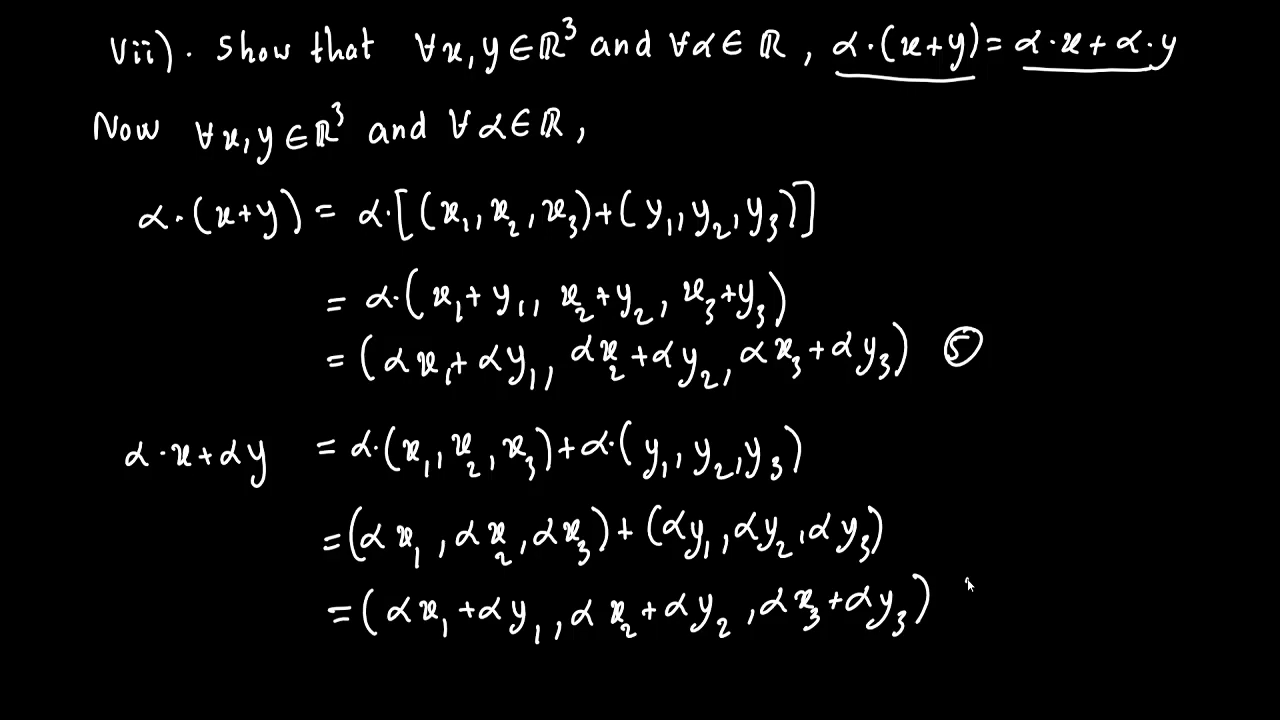 Vii). Show that ∀x, y ∈ ℝ³ and ∀α ∈ ℝ, α·(x+y) = α·x + α·y
Now ∀x, y ∈ ℝ³ and ∀α ∈ ℝ,
α·(x+y) = α·[(x₁, x₂, x₃)+(y₁, y₂, y₃)]
= α·(x₁+y₁, x₂+y₂, x₃+y₃)
= (αx₁+αy₁, αx₂+αy₂, αx₃+αy₃) ⑤
α·x+αy = α·(x₁, x₂, x₃)+α·(y₁, y₂, y₃)
=(αx₁, αx₂, αx₃)+(αy₁, αy₂, αy₃)
=(αx₁+αy₁, αx₂+αy₂, αx₃+αy₃)